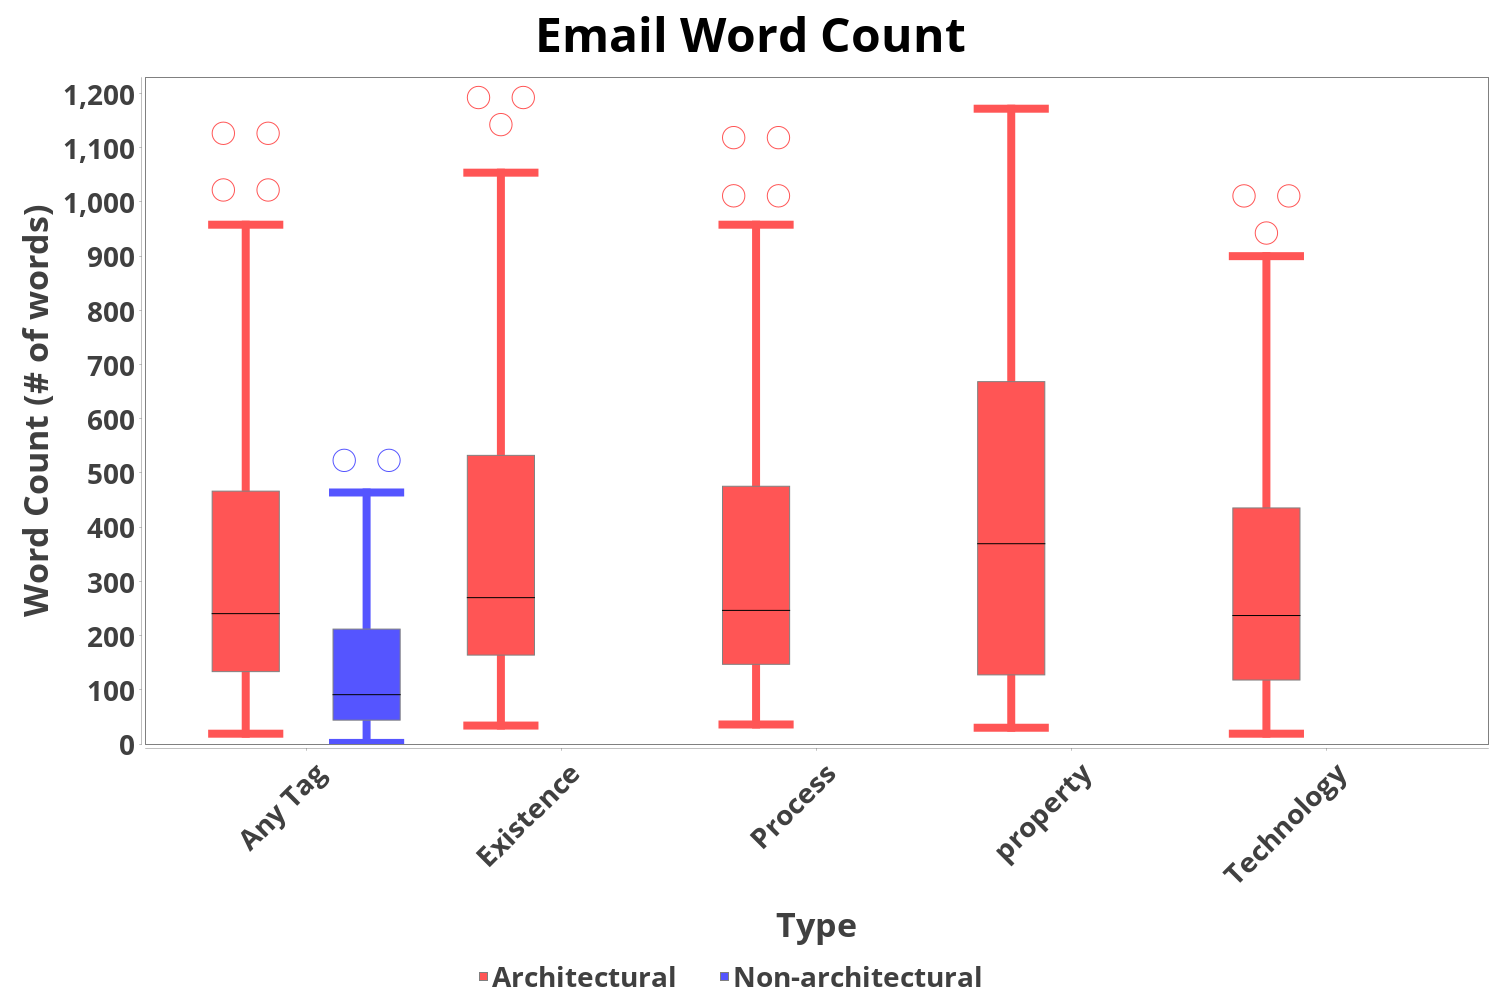 Email Word Count
Word Count (# of words)
1,200
1,100
1,000
900
800
700
600
500
400
300
200
100
0
Any Tag
Existence
Process
property
Technology
Type
Architectural
Non-architectural